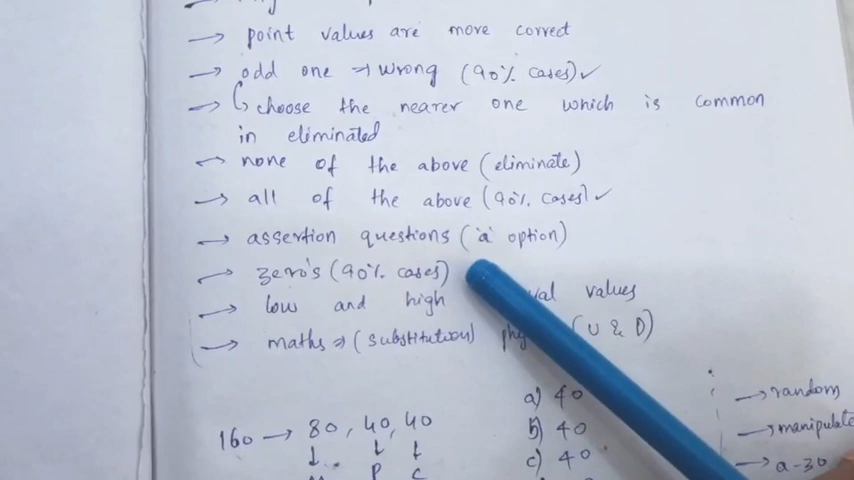 → point values are more correct
→ odd one → wrong (90% cases) ✓
→ choose the nearer one which is common
in eliminated
→ none of the above (eliminate)
→ all of the above (90% cases) ✓
→ assertion questions ('a' option)
→ zero's (90% cases)
→ low and high values
→ maths ⇒ (substitution) (U & D)
160 → 80, 40, 40
↓ ↓ ↓
P C
a) 40
b) 40
c) 40
→ random
→ manipulate
→ a-30